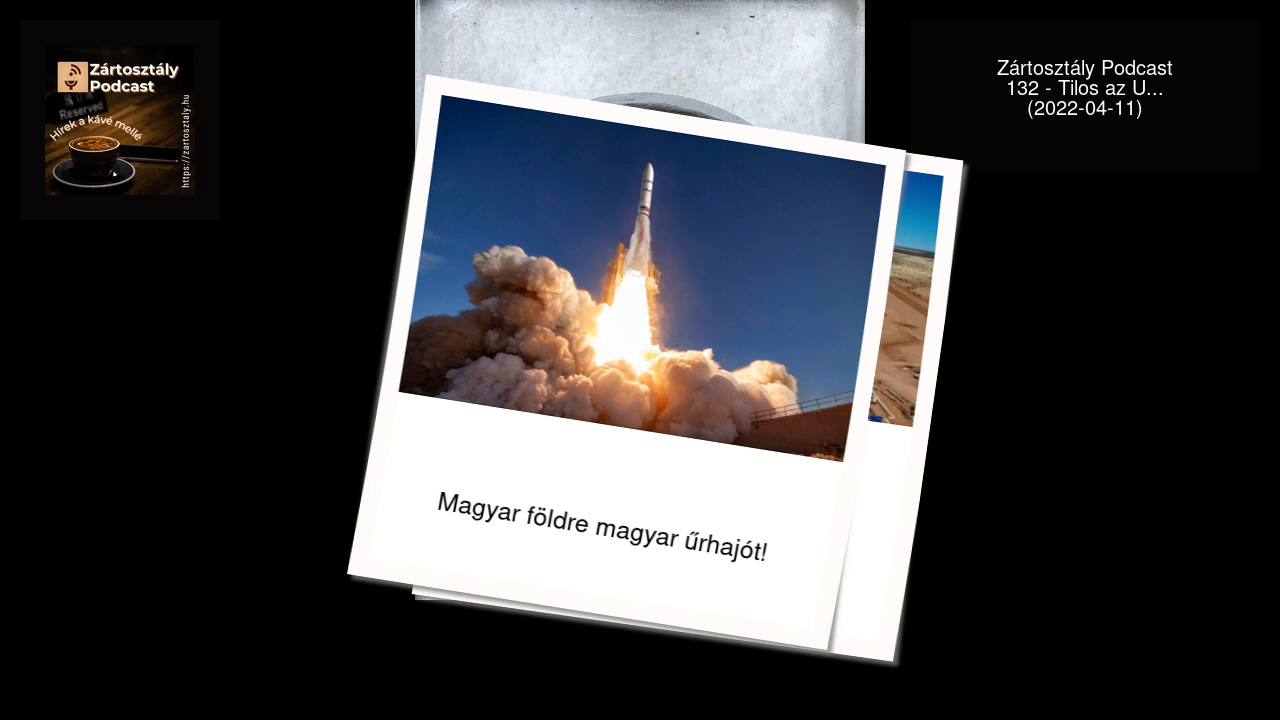 Zártosztály
Podcast
Reserved
Hírek a kávé mellé
https://zartosztaly.hu
Zártosztály Podcast
132 - Tilos az U...
(2022-04-11)
Magyar földre magyar űrhajót!